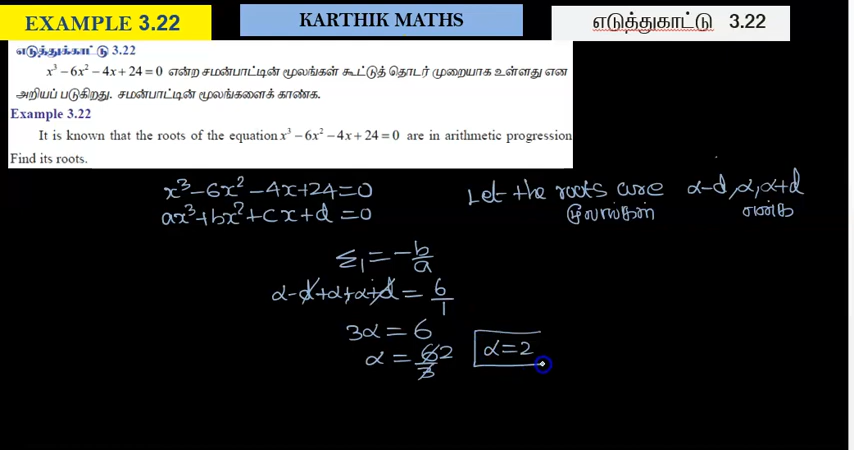 EXAMPLE 3.22
KARTHIK MATHS
எடுத்துகாட்டு 3.22
எடுத்துக்காட்டு 3.22
x³ − 6x² − 4x + 24 = 0 என்ற சமன்பாட்டின் மூலங்கள் கூட்டுத் தொடர் முறையாக உள்ளது என
அறியப் படுகிறது. சமன்பாட்டின் மூலங்களைக் காண்க.
Example 3.22
It is known that the roots of the equation x³ − 6x² − 4x + 24 = 0 are in arithmetic progression
Find its roots.
x³−6x²−4x+24=0
ax³+bx²+cx+d=0
Let the roots are α−d, α, α+d
மூலங்கள் என்க
Σ₁ = −b/a
α−d+α+α+d = 6/1
3α = 6
α = 6/3 2
α=2